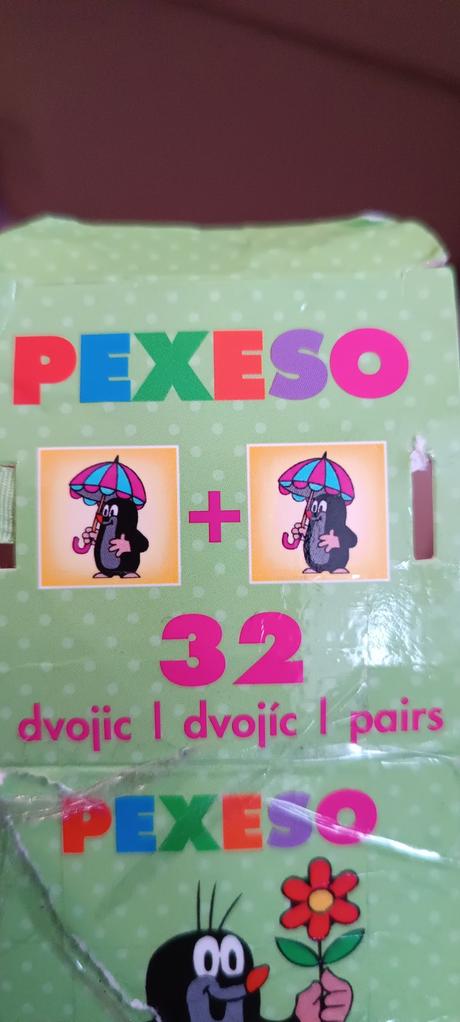 PEXESO
+
32
dvojic | dvojíc | pairs
PEXESO